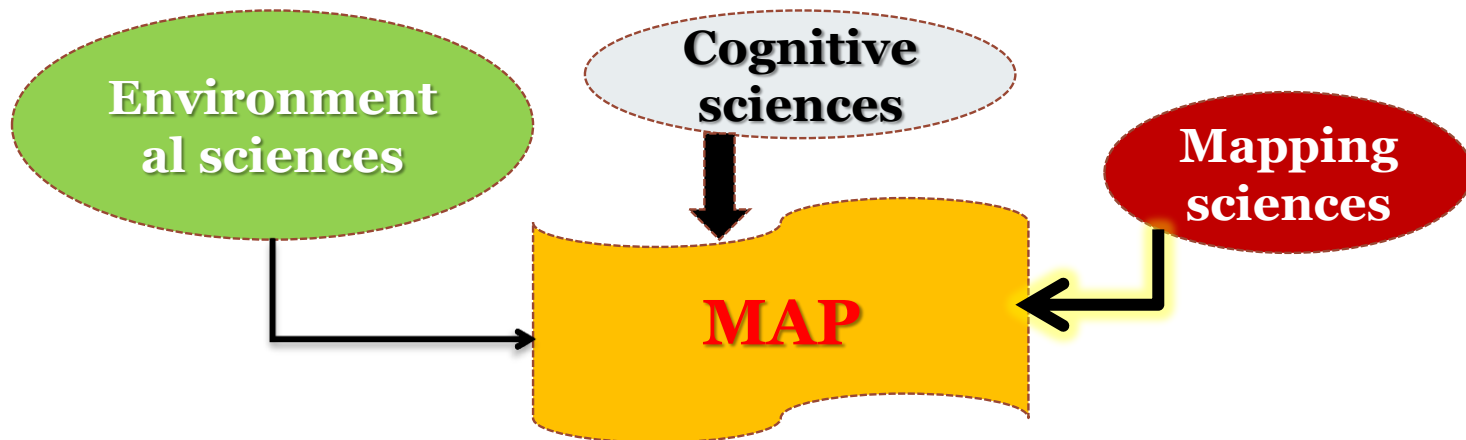 Environment
al sciences
Cognitive
sciences
Mapping
sciences
MAP